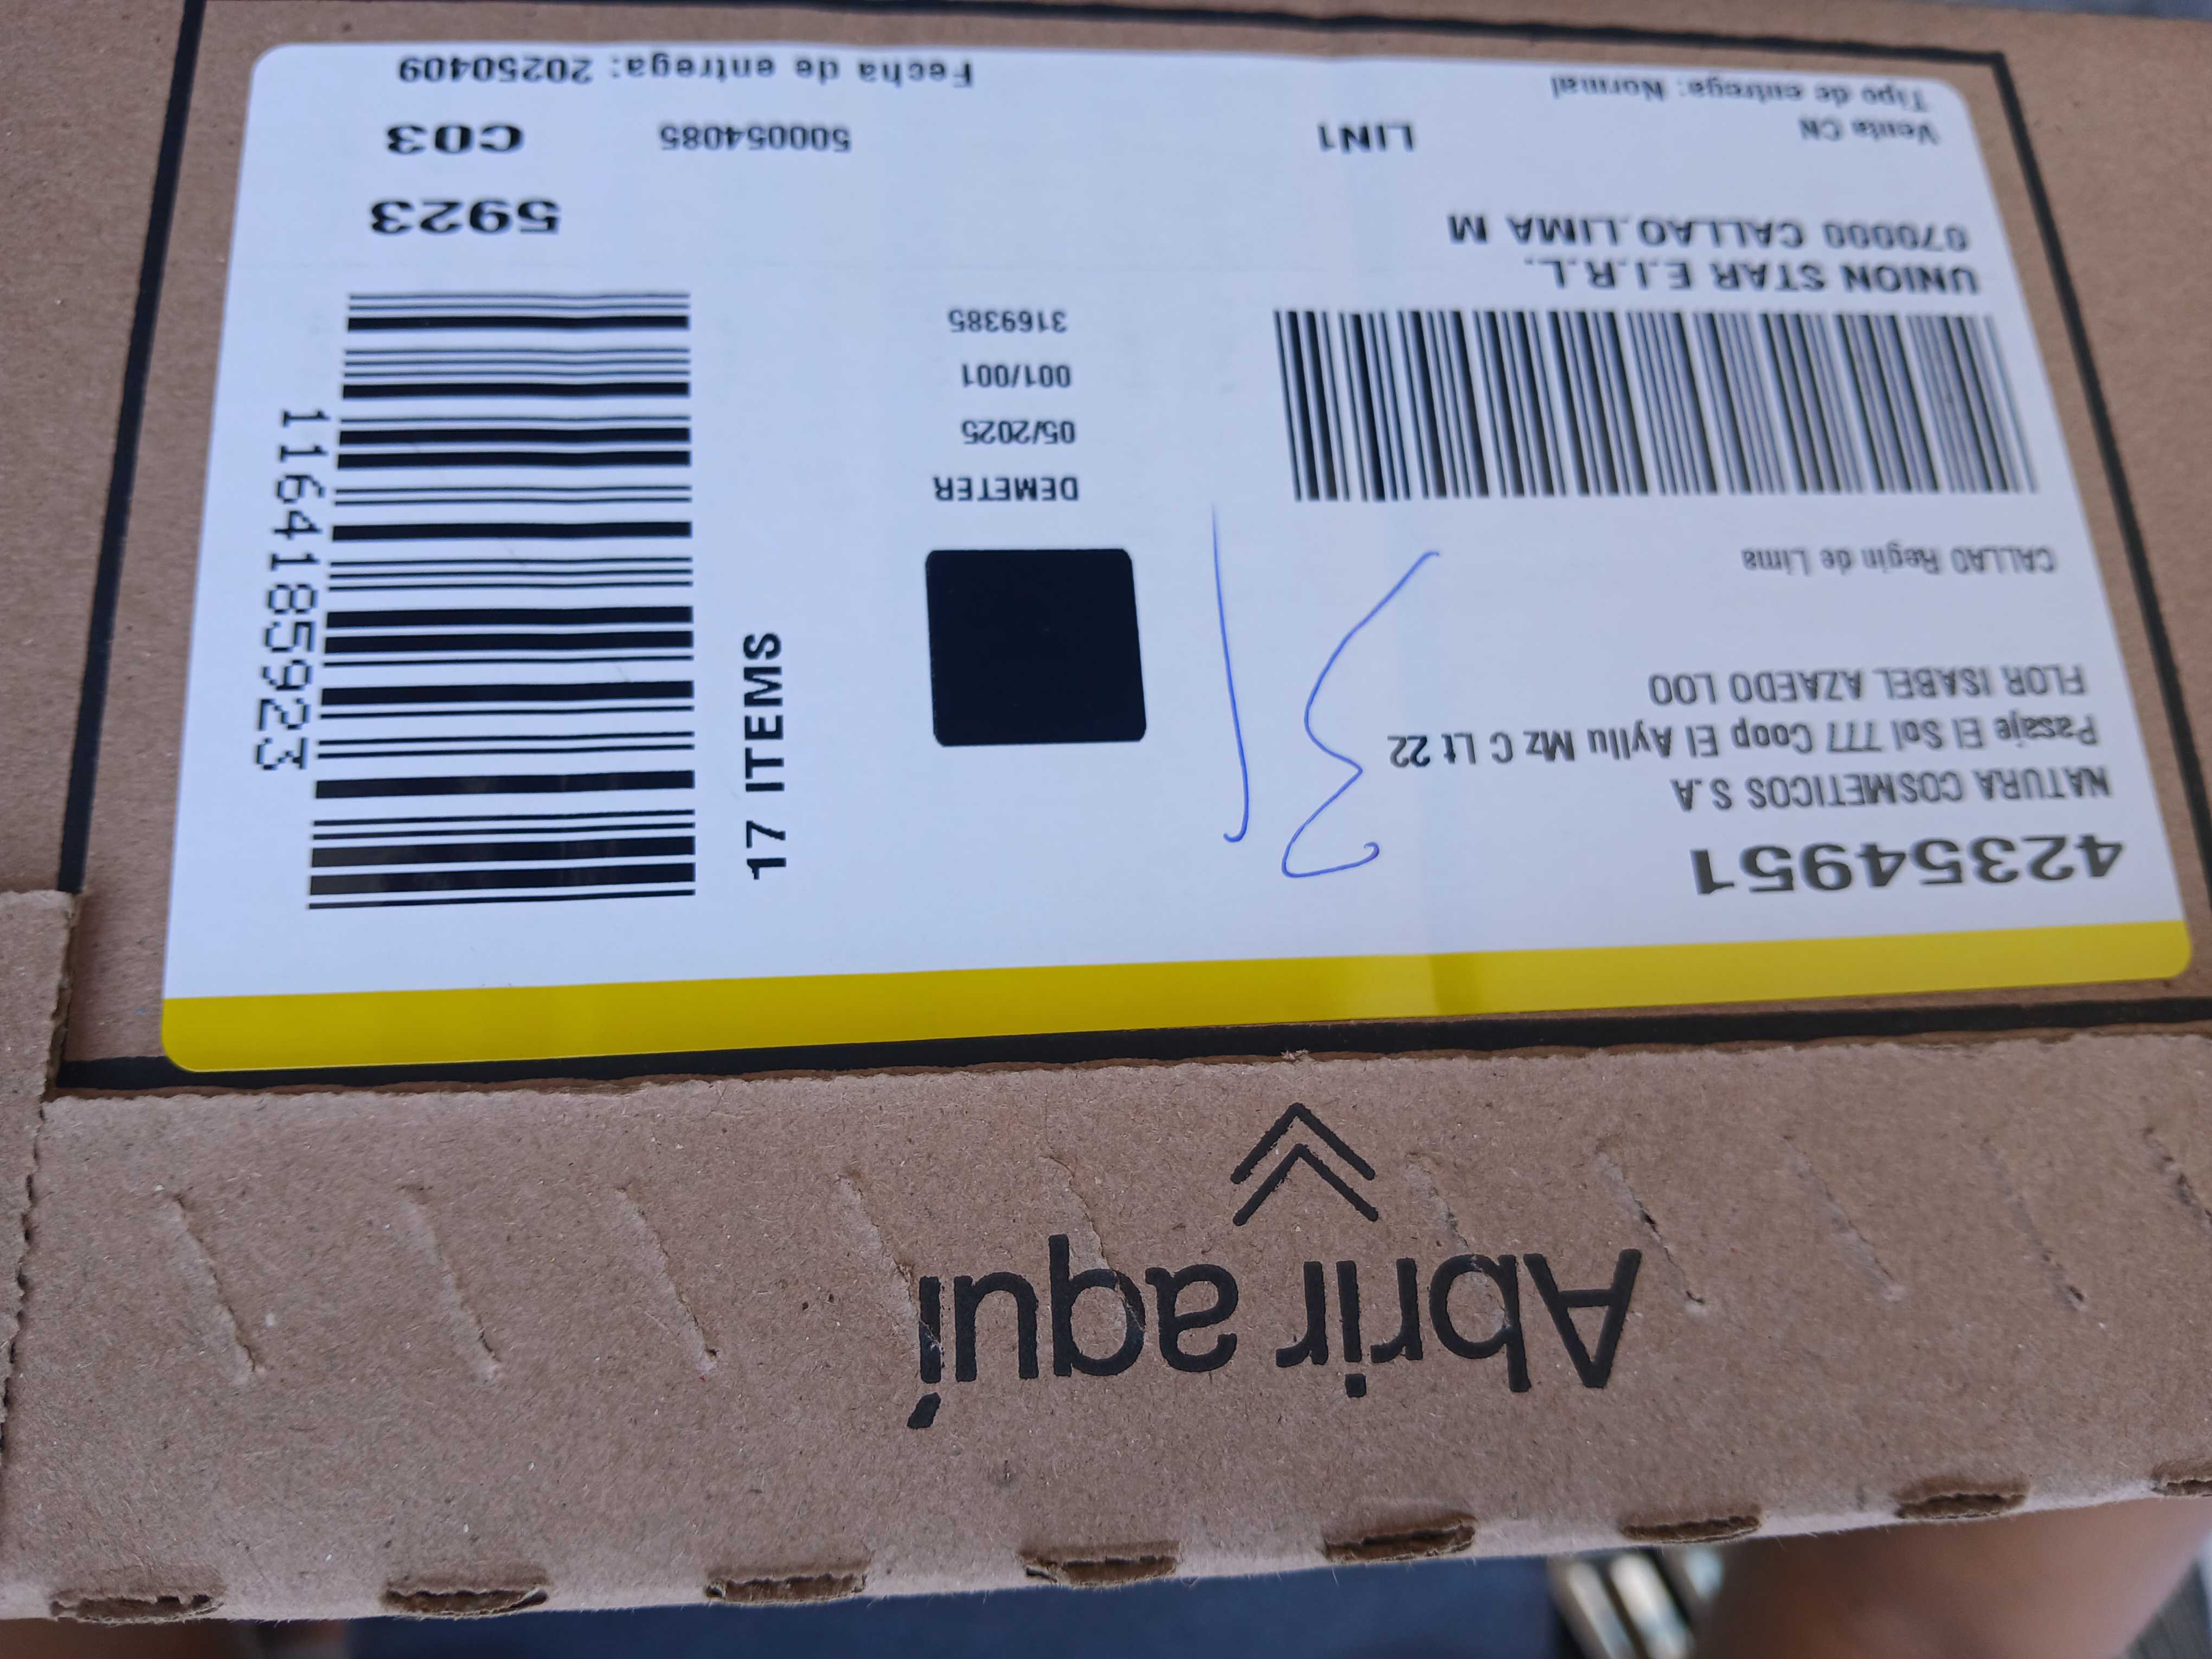 42354951
NATURA COSMETICOS S.A
Pasaje El Sol 777 Coop El Ayllu Mz C Lt 22
FLOR ISABEL AZAEDO LOO
CALLAO Regin de Lima
UNION STAR E.I.R.L.
070000 CALLAO.LIMA M
Venta CN
LIN1
Tipo de entrega: Normal
31
DEMETER
05/2025
001/001
3169385
17 ITEMS
1164185923
5923
500054085
C03
Fecha de entrega: 20250409
Abrir aquí